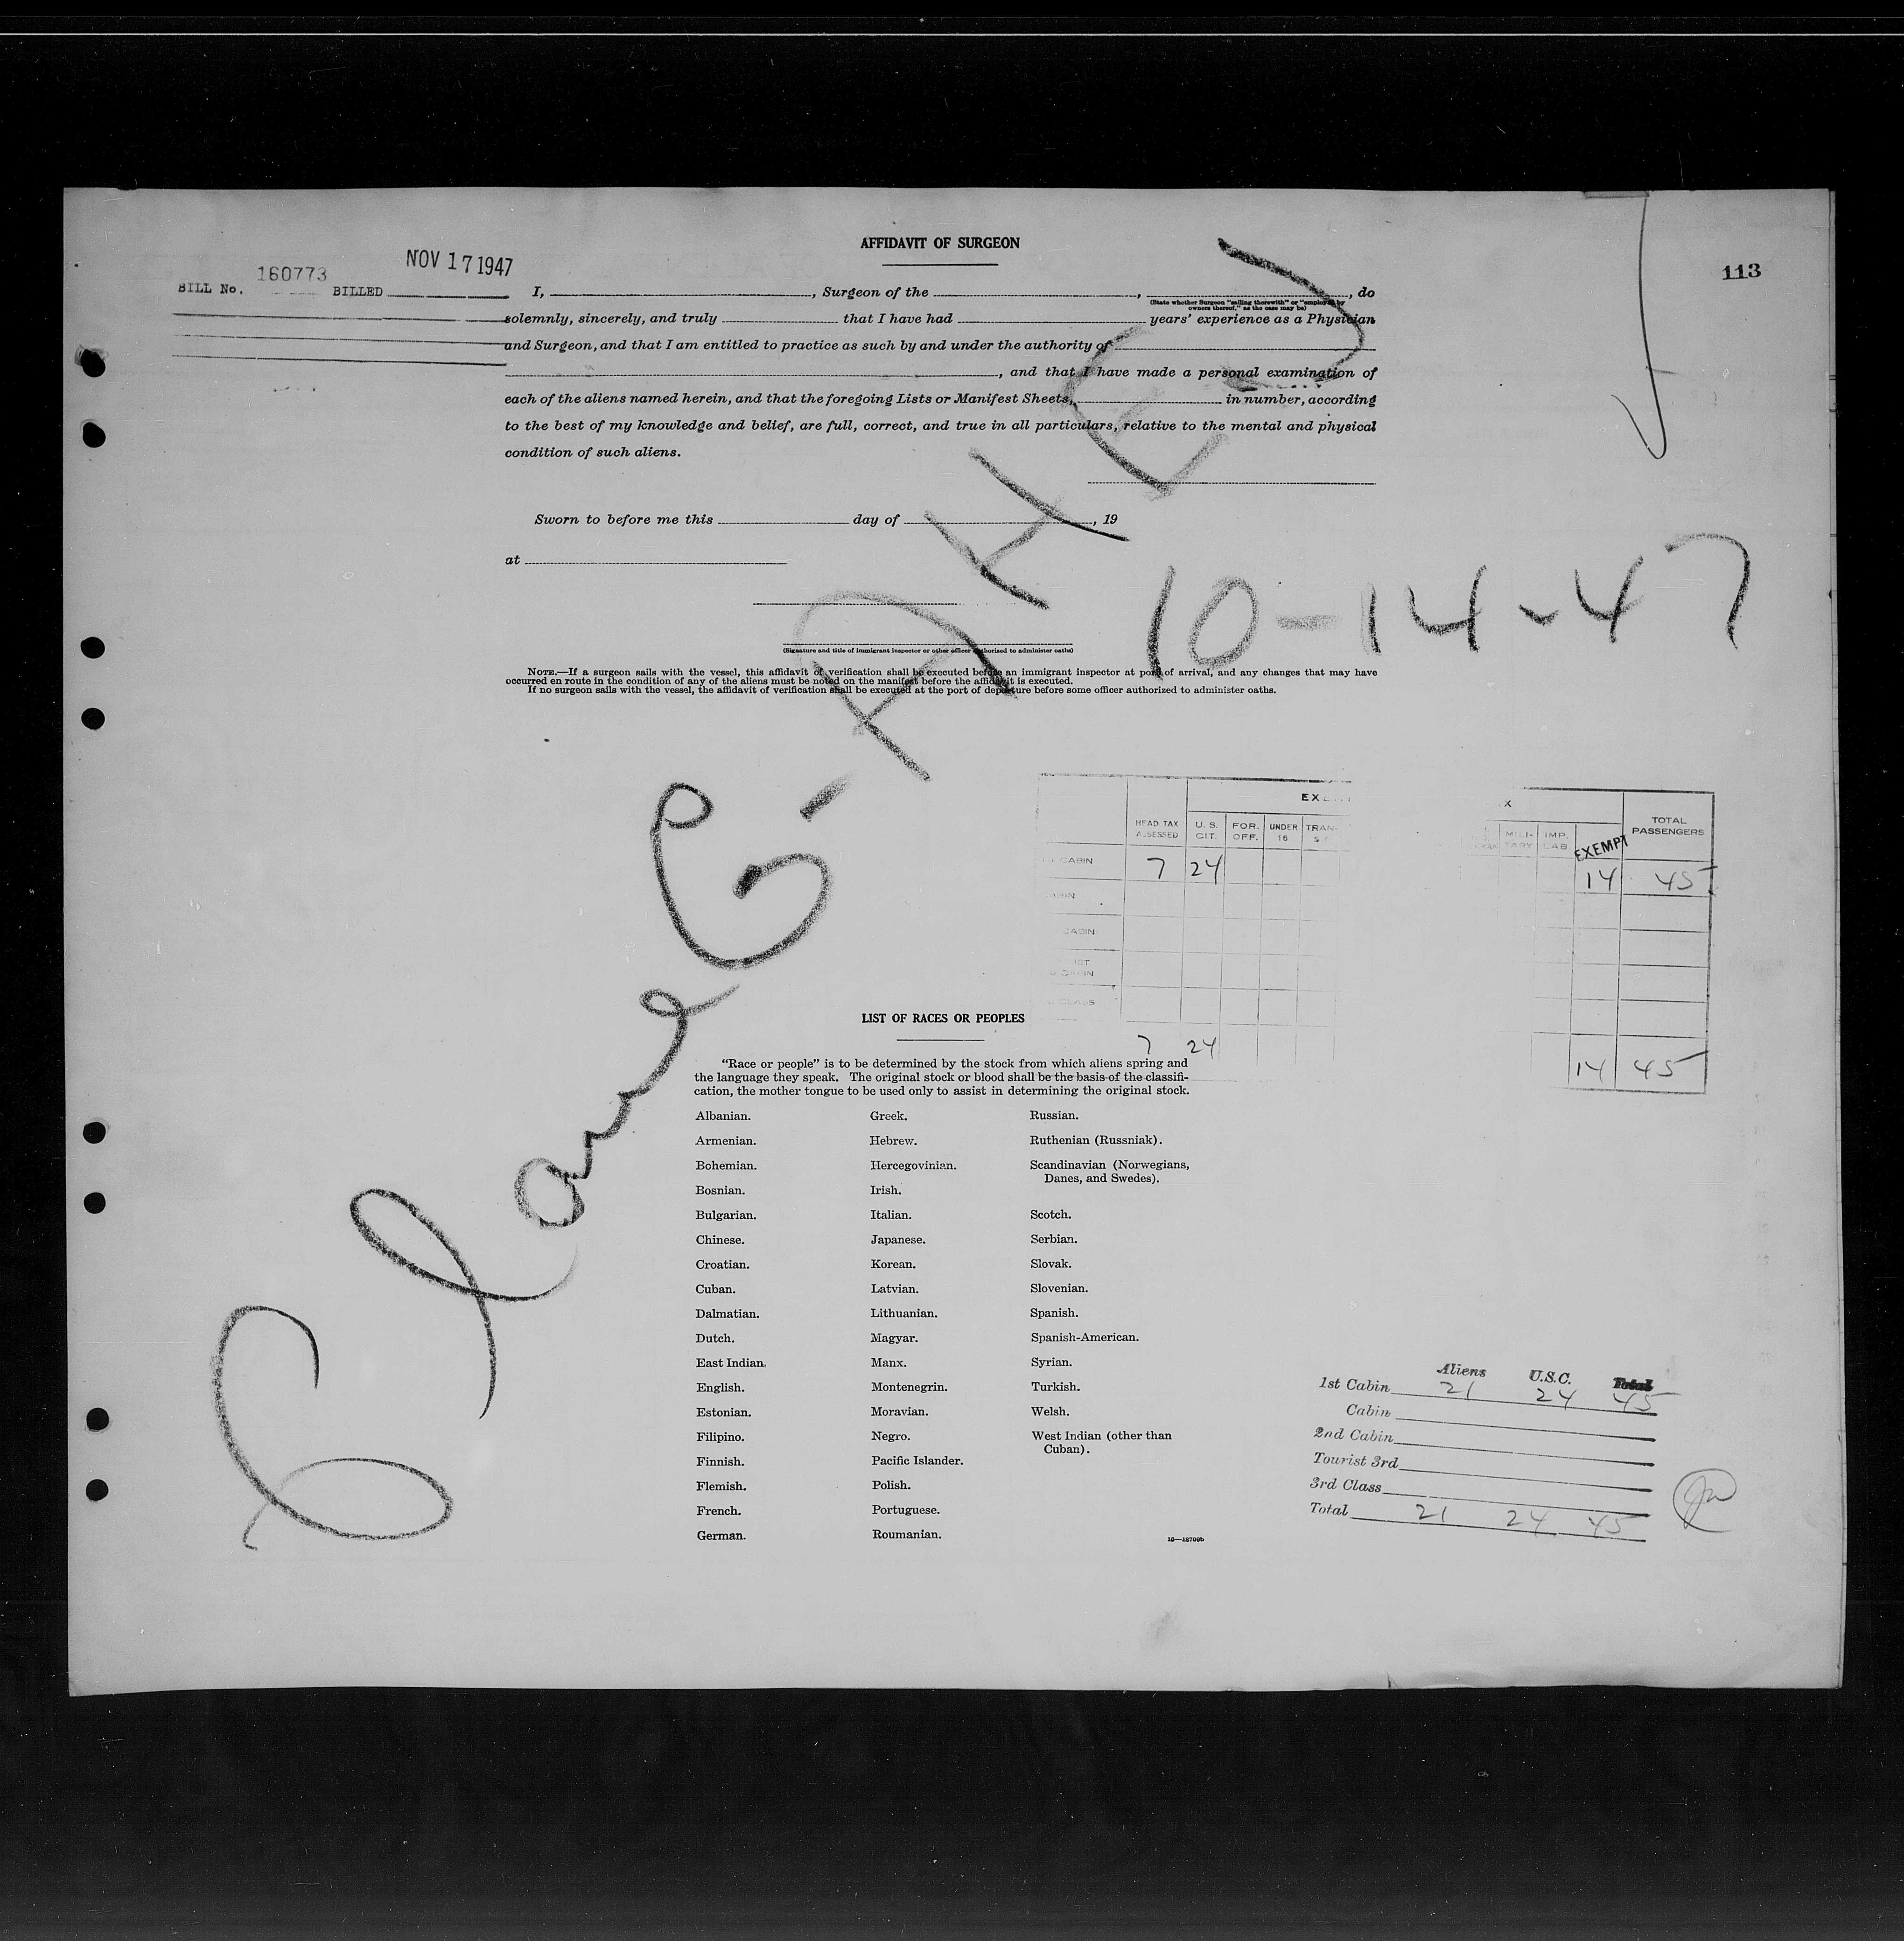 AFFIDAVIT OF SURGEON
113
BILL No. 160773 BILLED NOV 17 1947
I, , Surgeon of the , , do
(State whether Surgeon "sailing therewith" or "employed by
owners thereof," as the case may be)
solemnly, sincerely, and truly that I have had years' experience as a Physician
and Surgeon, and that I am entitled to practice as such by and under the authority of
, and that I have made a personal examination of
each of the aliens named herein, and that the foregoing Lists or Manifest Sheets, in number, according
to the best of my knowledge and belief, are full, correct, and true in all particulars, relative to the mental and physical
condition of such aliens.
Sworn to before me this day of , 19
at
10-14-47
(Signature and title of immigrant inspector or other officer authorized to administer oaths)
NOTE.—If a surgeon sails with the vessel, this affidavit of verification shall be executed before an immigrant inspector at port of arrival, and any changes that may have
occurred en route in the condition of any of the aliens must be noted on the manifest before the affidavit is executed.
If no surgeon sails with the vessel, the affidavit of verification shall be executed at the port of departure before some officer authorized to administer oaths.
HEAD TAX ASSESSED U. S. CIT. FOR. OFF. UNDER 16 MILI-TARY IMP. LAB EXEMPT TOTAL PASSENGERS
CABIN 7 24 14 45
CABIN
CABIN
CLASS
7 24 14 45
LIST OF RACES OR PEOPLES
"Race or people" is to be determined by the stock from which aliens spring and
the language they speak. The original stock or blood shall be the basis of the classifi-
cation, the mother tongue to be used only to assist in determining the original stock.
Albanian. Greek. Russian.
Armenian. Hebrew. Ruthenian (Russniak).
Bohemian. Hercegovinian. Scandinavian (Norwegians,
Danes, and Swedes).
Bosnian. Irish.
Bulgarian. Italian. Scotch.
Chinese. Japanese. Serbian.
Croatian. Korean. Slovak.
Cuban. Latvian. Slovenian.
Dalmatian. Lithuanian. Spanish.
Dutch. Magyar. Spanish-American.
East Indian. Manx. Syrian.
English. Montenegrin. Turkish.
Estonian. Moravian. Welsh.
Filipino. Negro. West Indian (other than
Cuban).
Finnish. Pacific Islander.
Flemish. Polish.
French. Portuguese.
German. Roumanian.
Aliens U.S.C. Total
1st Cabin 21 24 45
Cabin
2nd Cabin
Tourist 3rd
3rd Class
Total 21 24 45